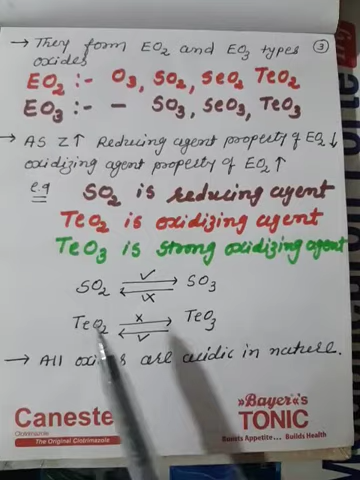 → They form EO₂ and EO₃ types ③
oxides
EO₂ :- O₃, SO₂, SeO₂ TeO₂
EO₃ :- - SO₃, SeO₃, TeO₃
→ AS Z↑ Reducing agent property of EO₂↓
oxidizing agent property of EO₂↑
e.g SO₂ is reducing agent
TeO₂ is oxidizing agent
TeO₃ is strong oxidizing agent
SO₂ ⇌ SO₃
TeO₂ ⇌ TeO₃
→ All oxides are acidic in nature.
Canest
Clotrimazole
The Original Clotrimazole
»Bayer's
TONIC
Boosts Appetite... Builds Health